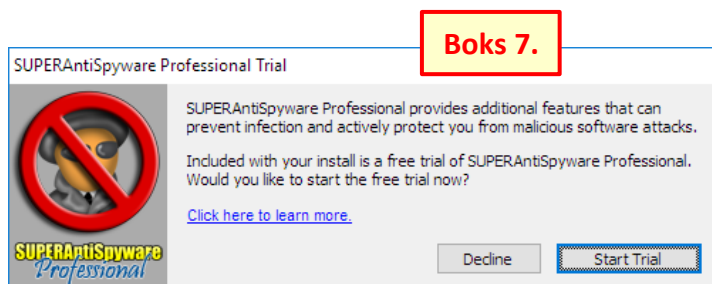 Boks 7.
SUPERAntiSpyware Professional Trial
SUPERAntiSpyware Professional provides additional features that can
prevent infection and actively protect you from malicious software attacks.
Included with your install is a free trial of SUPERAntiSpyware Professional.
Would you like to start the free trial now?
Click here to learn more.
SUPERAntiSpyware
Professional
Decline
Start Trial